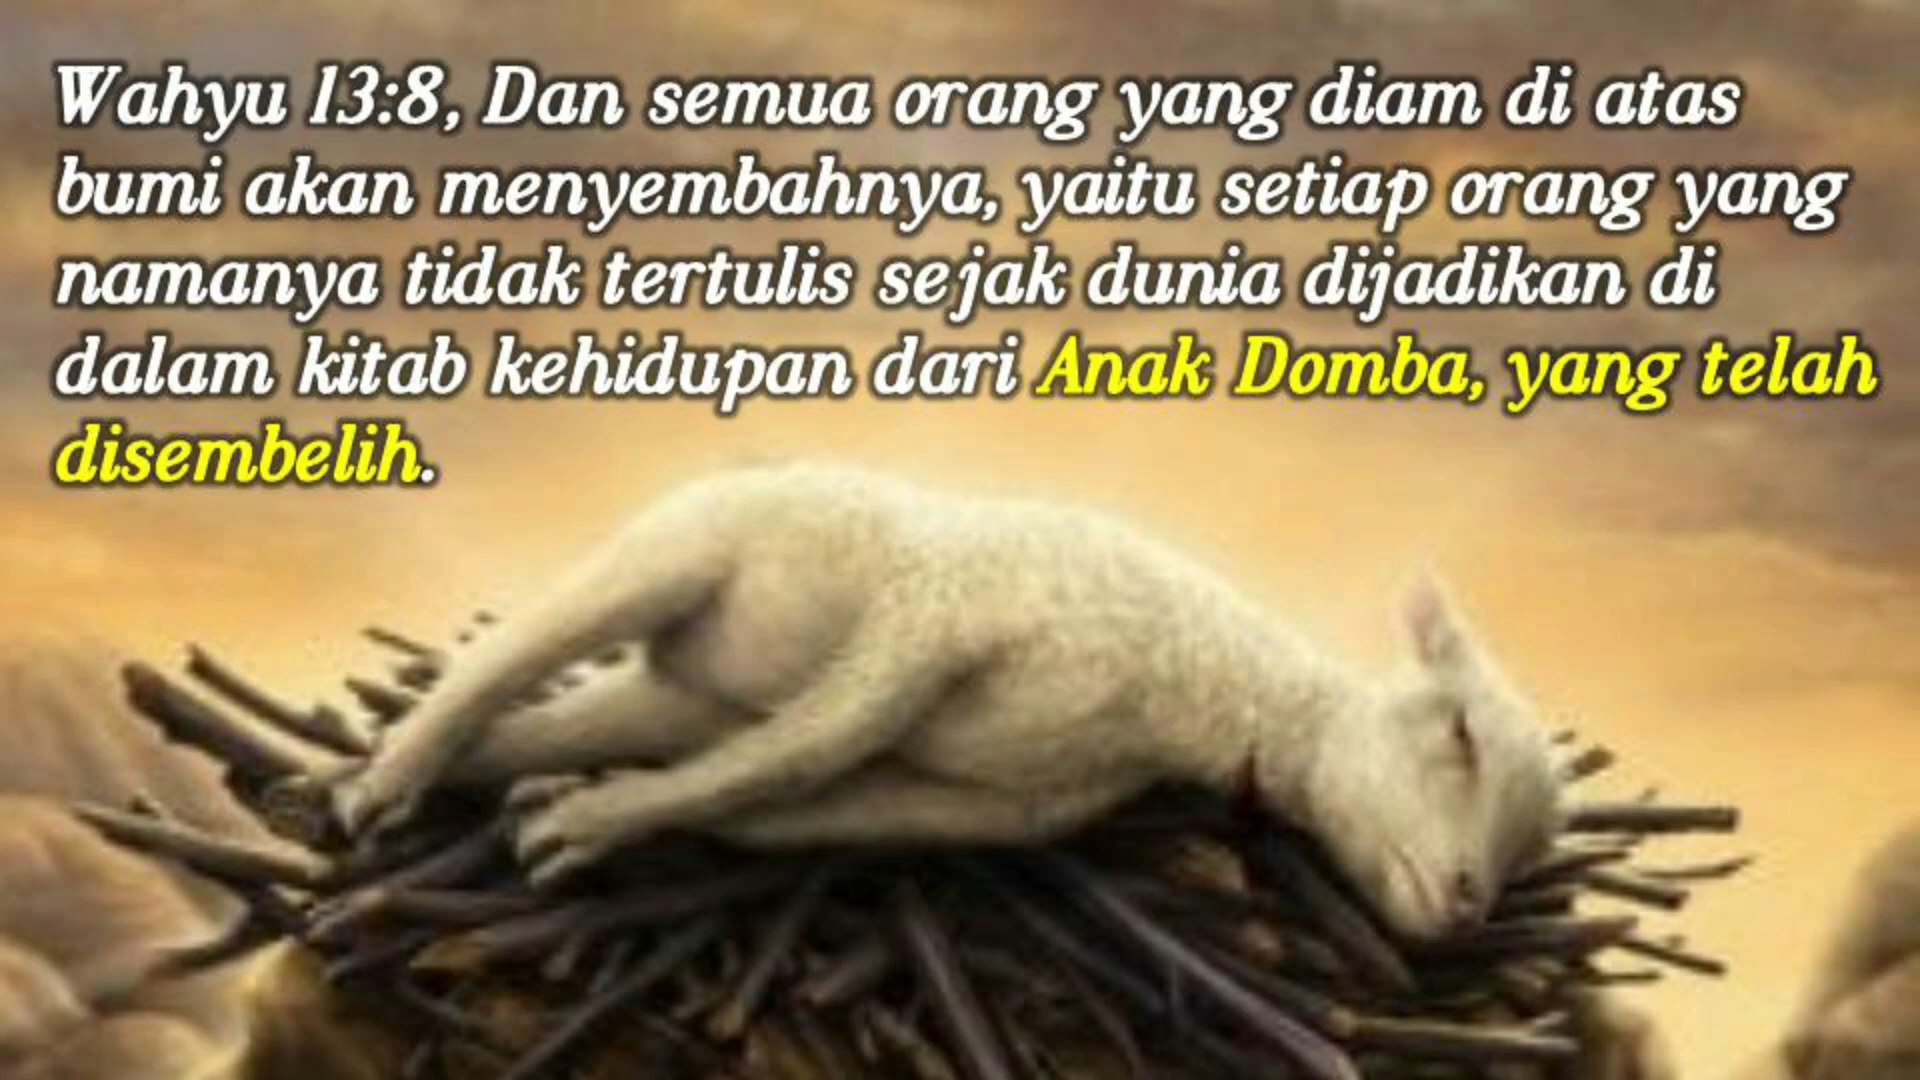 Wahyu 13:8, Dan semua orang yang diam di atas
bumi akan menyembahnya, yaitu setiap orang yang
namanya tidak tertulis sejak dunia dijadikan di
dalam kitab kehidupan dari Anak Domba, yang telah
disembelih.